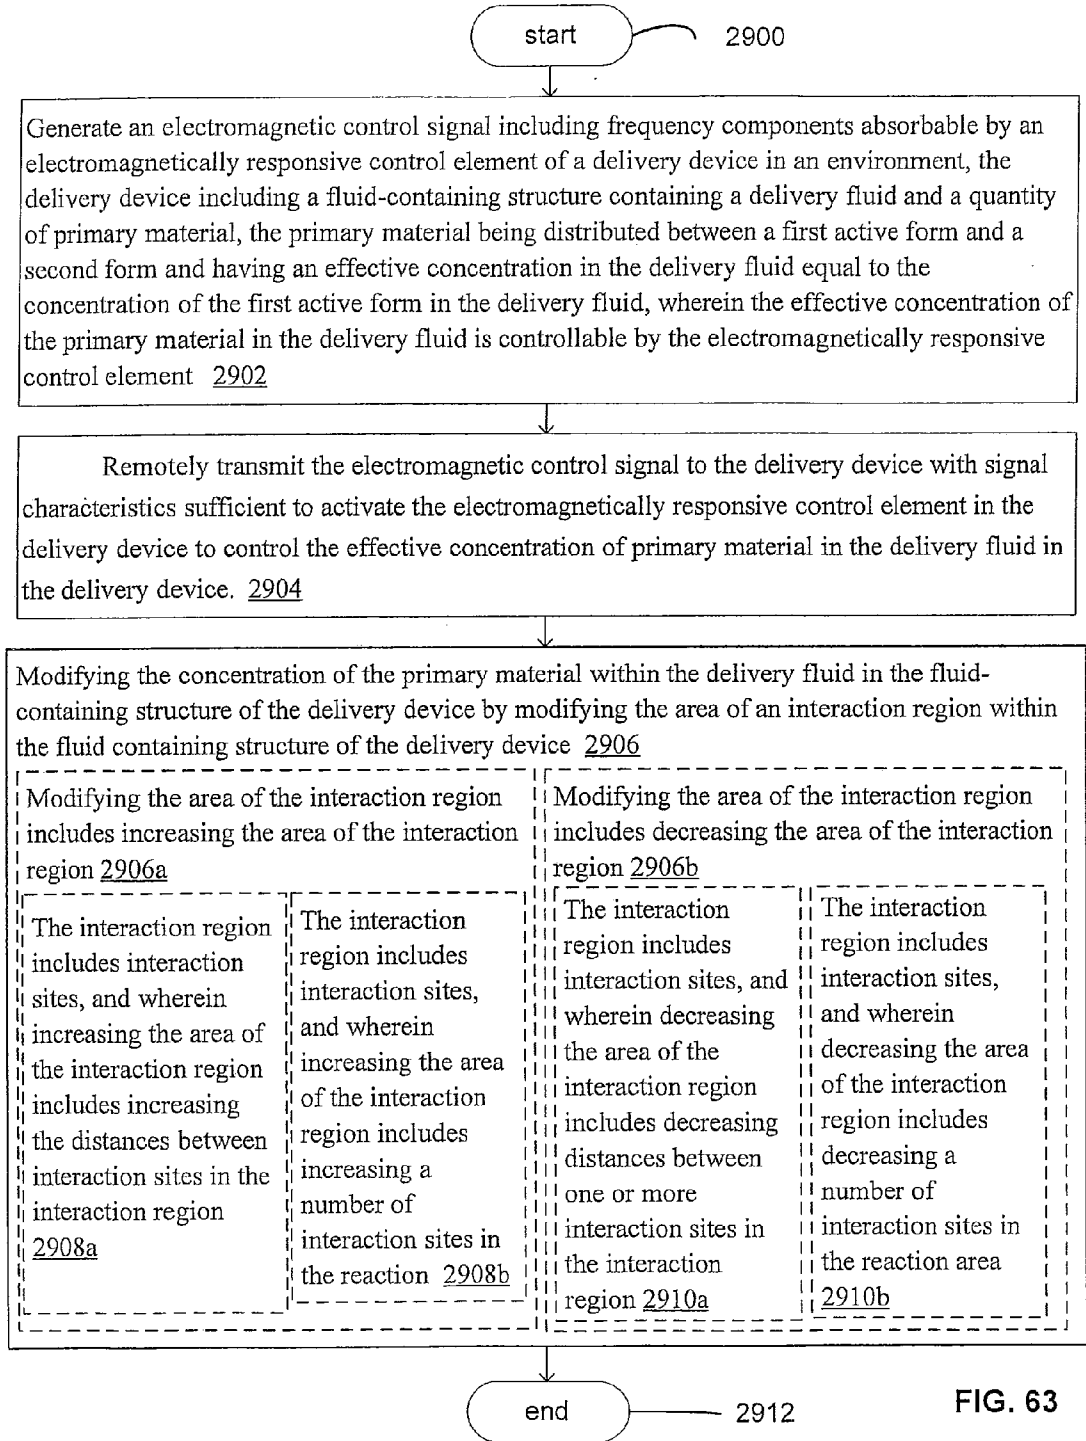 start
2900
Generate an electromagnetic control signal including frequency components absorbable by an
electromagnetically responsive control element of a delivery device in an environment, the
delivery device including a fluid-containing structure containing a delivery fluid and a quantity
of primary material, the primary material being distributed between a first active form and a
second form and having an effective concentration in the delivery fluid equal to the
concentration of the first active form in the delivery fluid, wherein the effective concentration of
the primary material in the delivery fluid is controllable by the electromagnetically responsive
control element 2902
Remotely transmit the electromagnetic control signal to the delivery device with signal
characteristics sufficient to activate the electromagnetically responsive control element in the
delivery device to control the effective concentration of primary material in the delivery fluid in
the delivery device. 2904
Modifying the concentration of the primary material within the delivery fluid in the fluid-
containing structure of the delivery device by modifying the area of an interaction region within
the fluid containing structure of the delivery device 2906
Modifying the area of the interaction region
includes increasing the area of the interaction
region 2906a
The interaction region
includes interaction
sites, and wherein
increasing the area of
the interaction region
includes increasing
the distances between
interaction sites in the
interaction region
2908a
The interaction
region includes
interaction sites,
and wherein
increasing the area
of the interaction
region includes
increasing a
number of
interaction sites in
the reaction 2908b
Modifying the area of the interaction region
includes decreasing the area of the interaction
region 2906b
The interaction
region includes
interaction sites, and
wherein decreasing
the area of the
interaction region
includes decreasing
distances between
one or more
interaction sites in
the interaction
region 2910a
The interaction
region includes
interaction sites,
and wherein
decreasing the area
of the interaction
region includes
decreasing a
number of
interaction sites in
the reaction area
2910b
end
2912
FIG. 63